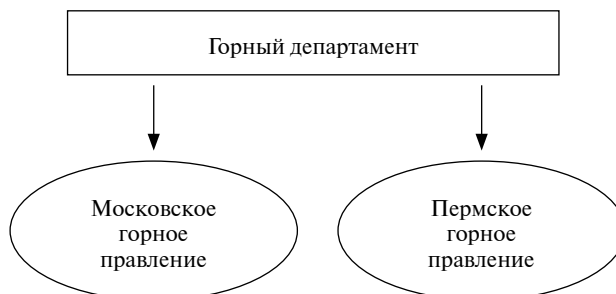 Горный департамент
Московское
горное
правление
Пермское
горное
правление